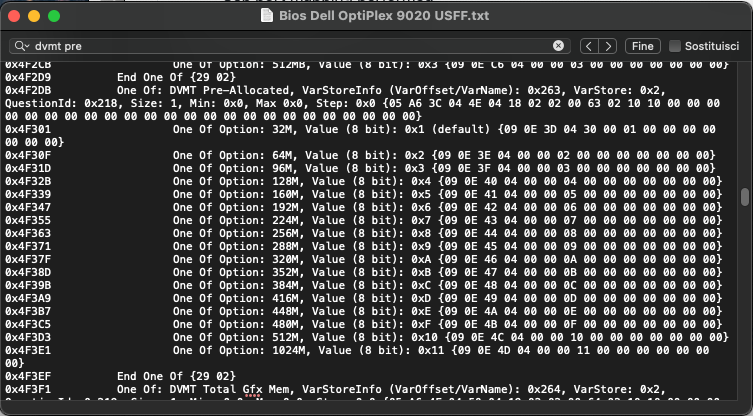 Bios Dell OptiPlex 9020 USFF.txt
dvmt pre
Fine
Sostituisci
0x4F2CB One Of Option: 512MB, Value (8 bit): 0x3 {09 0E C6 04 00 00 03 00 00 00 00 00 00 00}
0x4F2D9 End One Of {29 02}
0x4F2DB One Of: DVMT Pre-Allocated, VarStoreInfo (VarOffset/VarName): 0x263, VarStore: 0x2,
QuestionId: 0x218, Size: 1, Min: 0x0, Max 0x0, Step: 0x0 {05 A6 3C 04 4E 04 18 02 02 00 63 02 10 10 00 00 00
00 00 00 00 00 00 00 00 00 00 00 00 00 00 00 00 00 00 00 00 00}
0x4F301 One Of Option: 32M, Value (8 bit): 0x1 (default) {09 0E 3D 04 30 00 01 00 00 00 00
00 00 00}
0x4F30F One Of Option: 64M, Value (8 bit): 0x2 {09 0E 3E 04 00 00 02 00 00 00 00 00 00 00}
0x4F31D One Of Option: 96M, Value (8 bit): 0x3 {09 0E 3F 04 00 00 03 00 00 00 00 00 00 00}
0x4F32B One Of Option: 128M, Value (8 bit): 0x4 {09 0E 40 04 00 00 04 00 00 00 00 00 00 00}
0x4F339 One Of Option: 160M, Value (8 bit): 0x5 {09 0E 41 04 00 00 05 00 00 00 00 00 00 00}
0x4F347 One Of Option: 192M, Value (8 bit): 0x6 {09 0E 42 04 00 00 06 00 00 00 00 00 00 00}
0x4F355 One Of Option: 224M, Value (8 bit): 0x7 {09 0E 43 04 00 00 07 00 00 00 00 00 00 00}
0x4F363 One Of Option: 256M, Value (8 bit): 0x8 {09 0E 44 04 00 00 08 00 00 00 00 00 00 00}
0x4F371 One Of Option: 288M, Value (8 bit): 0x9 {09 0E 45 04 00 00 09 00 00 00 00 00 00 00}
0x4F37F One Of Option: 320M, Value (8 bit): 0xA {09 0E 46 04 00 00 0A 00 00 00 00 00 00 00}
0x4F38D One Of Option: 352M, Value (8 bit): 0xB {09 0E 47 04 00 00 0B 00 00 00 00 00 00 00}
0x4F39B One Of Option: 384M, Value (8 bit): 0xC {09 0E 48 04 00 00 0C 00 00 00 00 00 00 00}
0x4F3A9 One Of Option: 416M, Value (8 bit): 0xD {09 0E 49 04 00 00 0D 00 00 00 00 00 00 00}
0x4F3B7 One Of Option: 448M, Value (8 bit): 0xE {09 0E 4A 04 00 00 0E 00 00 00 00 00 00 00}
0x4F3C5 One Of Option: 480M, Value (8 bit): 0xF {09 0E 4B 04 00 00 0F 00 00 00 00 00 00 00}
0x4F3D3 One Of Option: 512M, Value (8 bit): 0x10 {09 0E 4C 04 00 00 10 00 00 00 00 00 00 00}
0x4F3E1 One Of Option: 1024M, Value (8 bit): 0x11 {09 0E 4D 04 00 00 11 00 00 00 00 00 00
00}
0x4F3EF End One Of {29 02}
0x4F3F1 One Of: DVMT Total Gfx Mem, VarStoreInfo (VarOffset/VarName): 0x264, VarStore: 0x2,